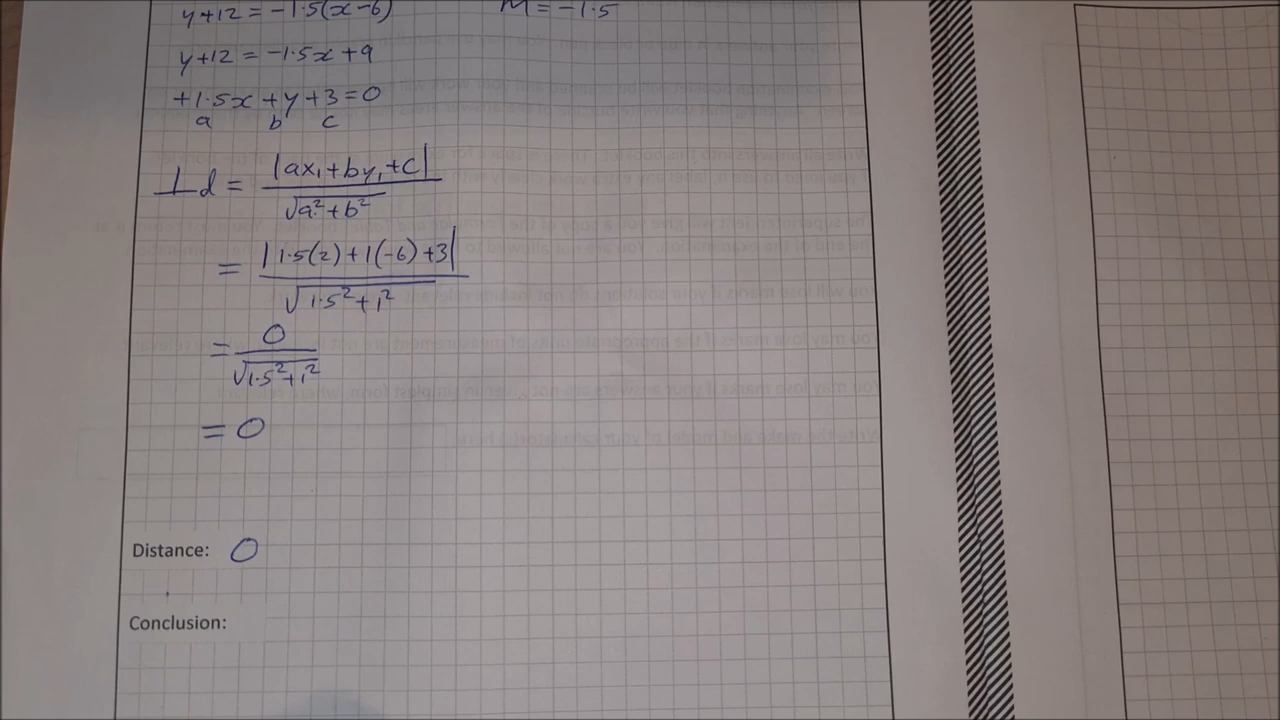 y+12 = -1.5(x-6)    M = -1.5
y+12 = -1.5x+9
+1.5x +y +3=0
a b c
⊥d = |ax₁+by₁+c|
√a²+b²
= |1.5(2)+1(-6)+3|
√1.5²+1²
= 0
√1.5²+1²
= 0
Distance: 0
Conclusion: